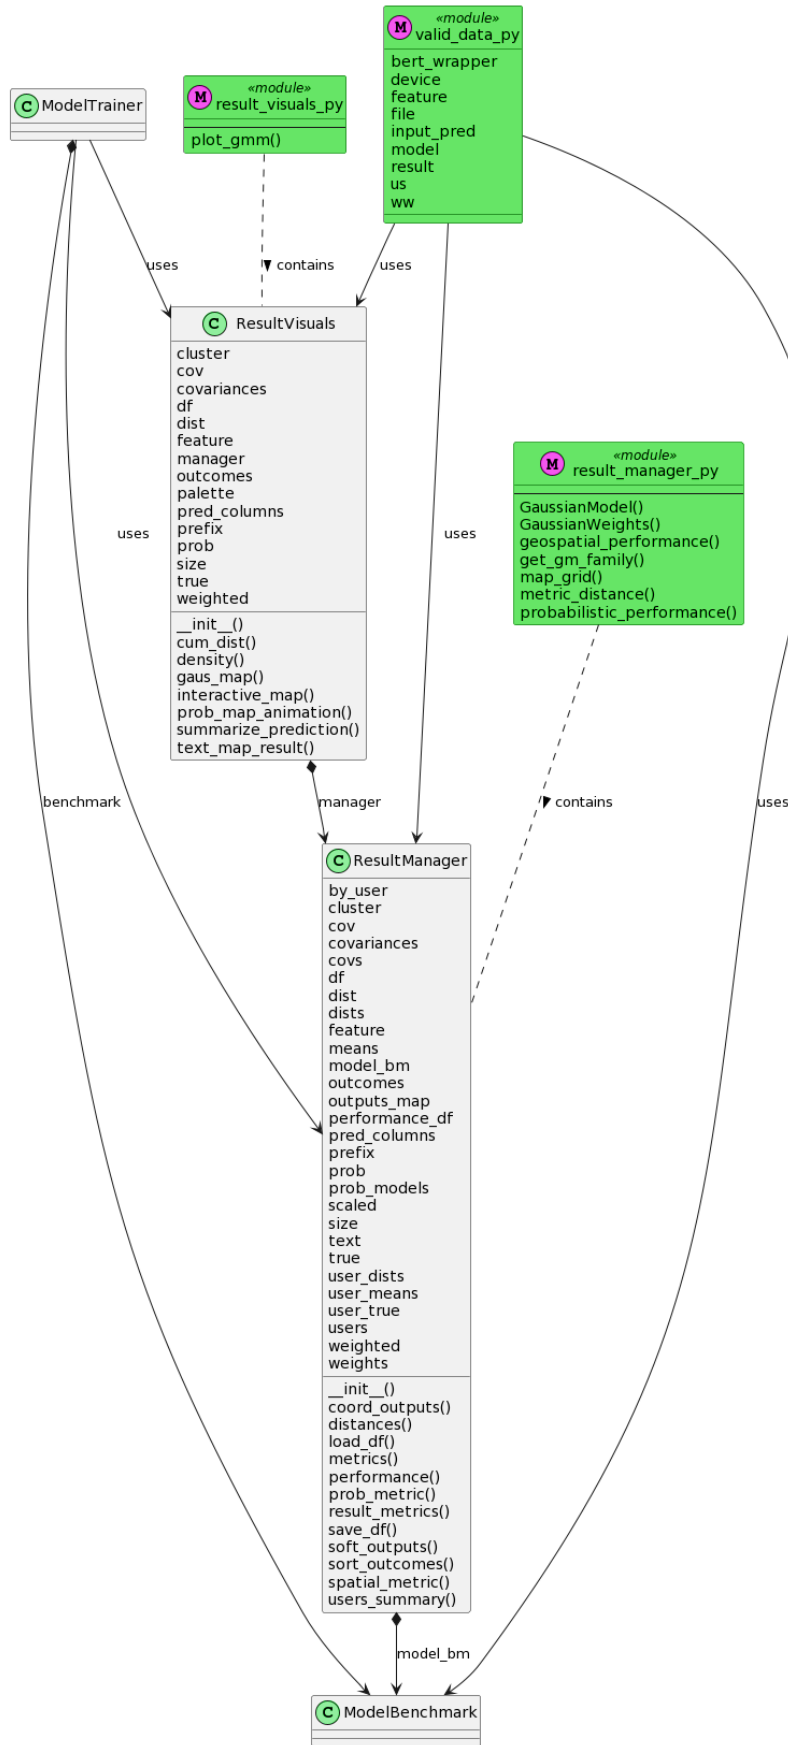 M
«module»
valid_data_py
bert_wrapper
device
feature
file
input_pred
model
result
us
ww
C
ModelTrainer
M
«module»
result_visuals_py
plot_gmm()
uses
contains
uses
C
ResultVisuals
cluster
cov
covariances
df
dist
feature
manager
outcomes
palette
pred_columns
prefix
prob
size
true
weighted
__init__()
cum_dist()
density()
gaus_map()
interactive_map()
prob_map_animation()
summarize_prediction()
text_map_result()
M
«module»
result_manager_py
GaussianModel()
GaussianWeights()
geospatial_performance()
get_gm_family()
map_grid()
metric_distance()
probabilistic_performance()
uses
uses
benchmark
manager
contains
uses
C
ResultManager
by_user
cluster
cov
covariances
covs
df
dist
dists
feature
means
model_bm
outcomes
outputs_map
performance_df
pred_columns
prefix
prob
prob_models
scaled
size
text
true
user_dists
user_means
user_true
users
weighted
weights
__init__()
coord_outputs()
distances()
load_df()
metrics()
performance()
prob_metric()
result_metrics()
save_df()
soft_outputs()
sort_outcomes()
spatial_metric()
users_summary()
model_bm
C
ModelBenchmark